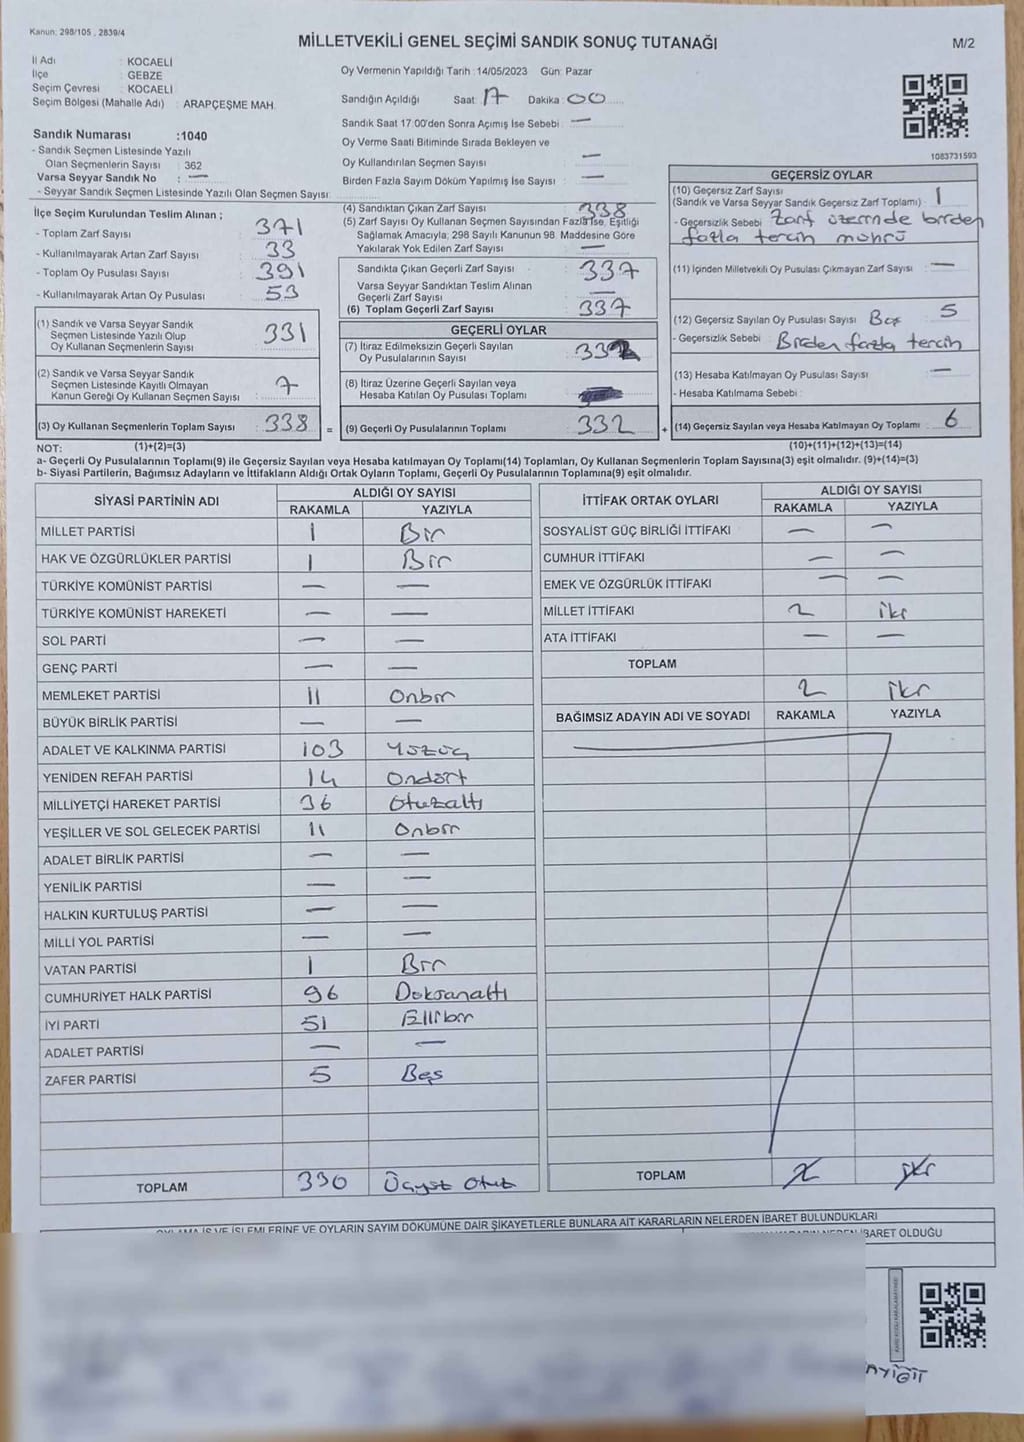 Kanun: 298/105 , 2839/4
MİLLETVEKİLİ GENEL SEÇİMİ SANDIK SONUÇ TUTANAĞI
M/2
İl Adı : KOCAELİ
İlçe : GEBZE
Seçim Çevresi : KOCAELİ
Seçim Bölgesi (Mahalle Adı) : ARAPÇEŞME MAH.
Sandık Numarası :1040
- Sandık Seçmen Listesinde Yazılı
Olan Seçmenlerin Sayısı : 362
Varsa Seyyar Sandık No : —
- Seyyar Sandık Seçmen Listesinde Yazılı Olan Seçmen Sayısı:
Oy Vermenin Yapıldığı Tarih :14/05/2023 Gün: Pazar
Sandığın Açıldığı Saat: 17 Dakika: 00
Sandık Saat 17.00'den Sonra Açımış İse Sebebi : —
Oy Verme Saati Bitiminde Sırada Bekleyen ve
Oy Kullandırılan Seçmen Sayısı : —
Birden Fazla Sayım Döküm Yapılmış İse Sayısı : —
1083731593
İlçe Seçim Kurulundan Teslim Alınan ;
- Toplam Zarf Sayısı : 371
- Kullanılmayarak Artan Zarf Sayısı : 33
- Toplam Oy Pusulası Sayısı : 391
- Kullanılmayarak Artan Oy Pusulası : 53
(1) Sandık ve Varsa Seyyar Sandık
Seçmen Listesinde Yazılı Olup
Oy Kullanan Seçmenlerin Sayısı : 331
(2) Sandık ve Varsa Seyyar Sandık
Seçmen Listesinde Kayıtlı Olmayan
Kanun Gereği Oy Kullanan Seçmen Sayısı : 7
(3) Oy Kullanan Seçmenlerin Toplam Sayısı : 338 =
(4) Sandıktan Çıkan Zarf Sayısı : 338
(5) Zarf Sayısı Oy Kullanan Seçmen Sayısından Fazla İse, Eşitliği
Sağlamak Amacıyla; 298 Sayılı Kanunun 98. Maddesine Göre
Yakılarak Yok Edilen Zarf Sayısı : —
Sandıkta Çıkan Geçerli Zarf Sayısı : 337
Varsa Seyyar Sandıktan Teslim Alınan
Geçerli Zarf Sayısı : —
(6) Toplam Geçerli Zarf Sayısı : 337
GEÇERLİ OYLAR
(7) İtiraz Edilmeksizin Geçerli Sayılan
Oy Pusulalarının Sayısı : 332
(8) İtiraz Üzerine Geçerli Sayılan veya
Hesaba Katılan Oy Pusulası Toplamı :
(9) Geçerli Oy Pusulalarının Toplamı : 332 +
GEÇERSİZ OYLAR
(10) Geçersiz Zarf Sayısı
(Sandık ve Varsa Seyyar Sandık Geçersiz Zarf Toplamı) : 1
- Geçersizlik Sebebi : Zarf üzerinde birden
fazla tercih mührü
(11) İçinden Milletvekili Oy Pusulası Çıkmayan Zarf Sayısı : —
(12) Geçersiz Sayılan Oy Pusulası Sayısı : Beş 5
- Geçersizlik Sebebi : Birden fazla tercih
(13) Hesaba Katılmayan Oy Pusulası Sayısı : —
- Hesaba Katılmama Sebebi :
(14) Geçersiz Sayılan veya Hesaba Katılmayan Oy Toplamı : 6
NOT: (1)+(2)=(3) (10)+(11)+(12)+(13)=(14)
a- Geçerli Oy Pusulalarının Toplamı(9) ile Geçersiz Sayılan veya Hesaba katılmayan Oy Toplamı(14) Toplamları, Oy Kullanan Seçmenlerin Toplam Sayısına(3) eşit olmalıdır. (9)+(14)=(3)
b- Siyasi Partilerin, Bağımsız Adayların ve İttifakların Aldığı Ortak Oyların Toplamı, Geçerli Oy Pusulalarının Toplamına(9) eşit olmalıdır.
SİYASİ PARTİNİN ADI ALDIĞI OY SAYISI
RAKAMLA YAZIYLA
MİLLET PARTİSİ 1 Bir
HAK VE ÖZGÜRLÜKLER PARTİSİ 1 Bir
TÜRKİYE KOMÜNİST PARTİSİ — —
TÜRKİYE KOMÜNİST HAREKETİ — —
SOL PARTİ — —
GENÇ PARTİ — —
MEMLEKET PARTİSİ 11 Onbir
BÜYÜK BİRLİK PARTİSİ — —
ADALET VE KALKINMA PARTİSİ 103 Yüzüç
YENİDEN REFAH PARTİSİ 14 Ondört
MİLLİYETÇİ HAREKET PARTİSİ 36 Otuzaltı
YEŞİLLER VE SOL GELECEK PARTİSİ 11 Onbir
ADALET BİRLİK PARTİSİ — —
YENİLİK PARTİSİ — —
HALKIN KURTULUŞ PARTİSİ — —
MİLLİ YOL PARTİSİ — —
VATAN PARTİSİ 1 Bir
CUMHURİYET HALK PARTİSİ 96 Doksanaltı
İYİ PARTİ 51 Ellibir
ADALET PARTİSİ — —
ZAFER PARTİSİ 5 Beş
TOPLAM 330 Üçyüz Otuz
İTTİFAK ORTAK OYLARI ALDIĞI OY SAYISI
RAKAMLA YAZIYLA
SOSYALİST GÜÇ BİRLİĞİ İTTİFAKI — —
CUMHUR İTTİFAKI — —
EMEK VE ÖZGÜRLÜK İTTİFAKI — —
MİLLET İTTİFAKI 2 iki
ATA İTTİFAKI — —
TOPLAM
2 iki
BAĞIMSIZ ADAYIN ADI VE SOYADI RAKAMLA YAZIYLA
TOPLAM 2 iki
OYLAMA İŞ VE İŞLEMLERİNE VE OYLARIN SAYIM DÖKÜMÜNE DAİR ŞİKAYETLERLE BUNLARA AİT KARARLARIN NELERDEN İBARET BULUNDUKLARI
NEDEN İBARET OLDUĞU